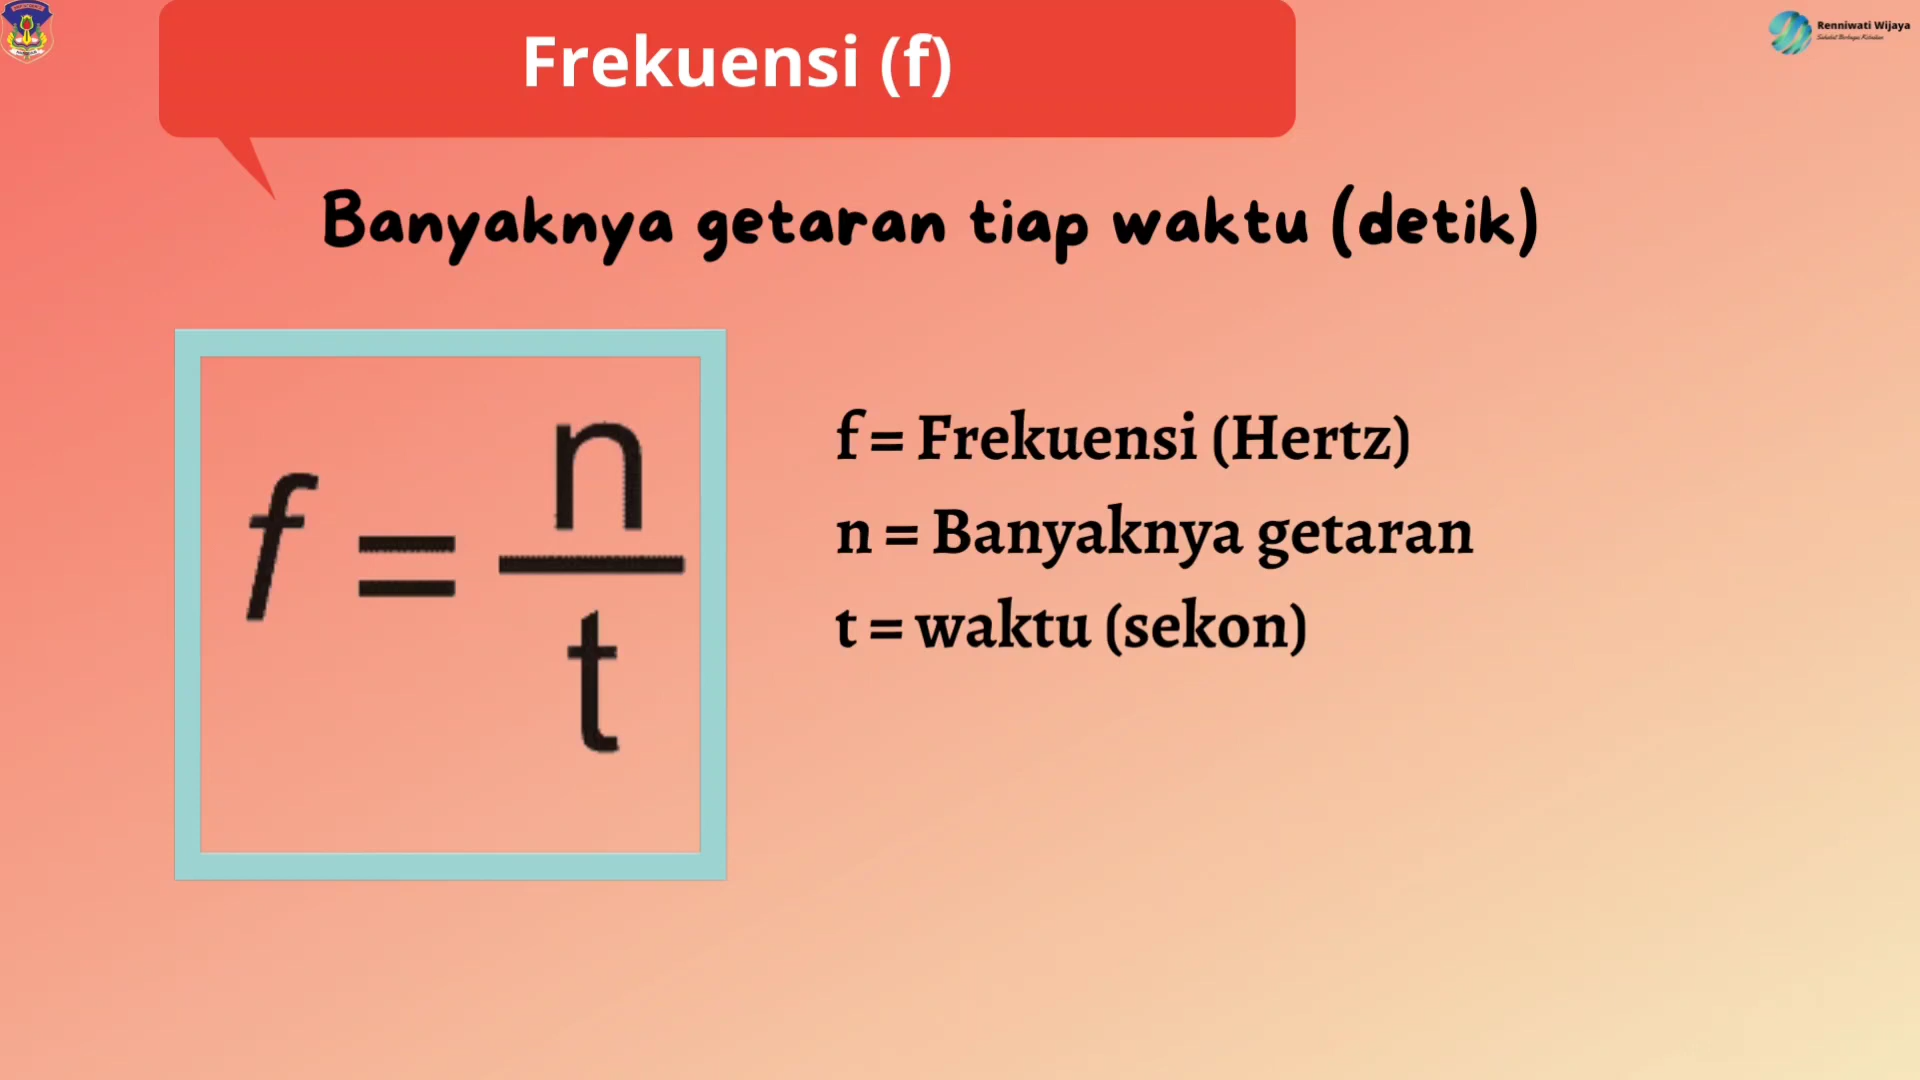 Frekuensi (f)
Renniwati Wijaya
Banyaknya getaran tiap waktu (detik)
f = n
t
f = Frekuensi (Hertz)
n = Banyaknya getaran
t = waktu (sekon)